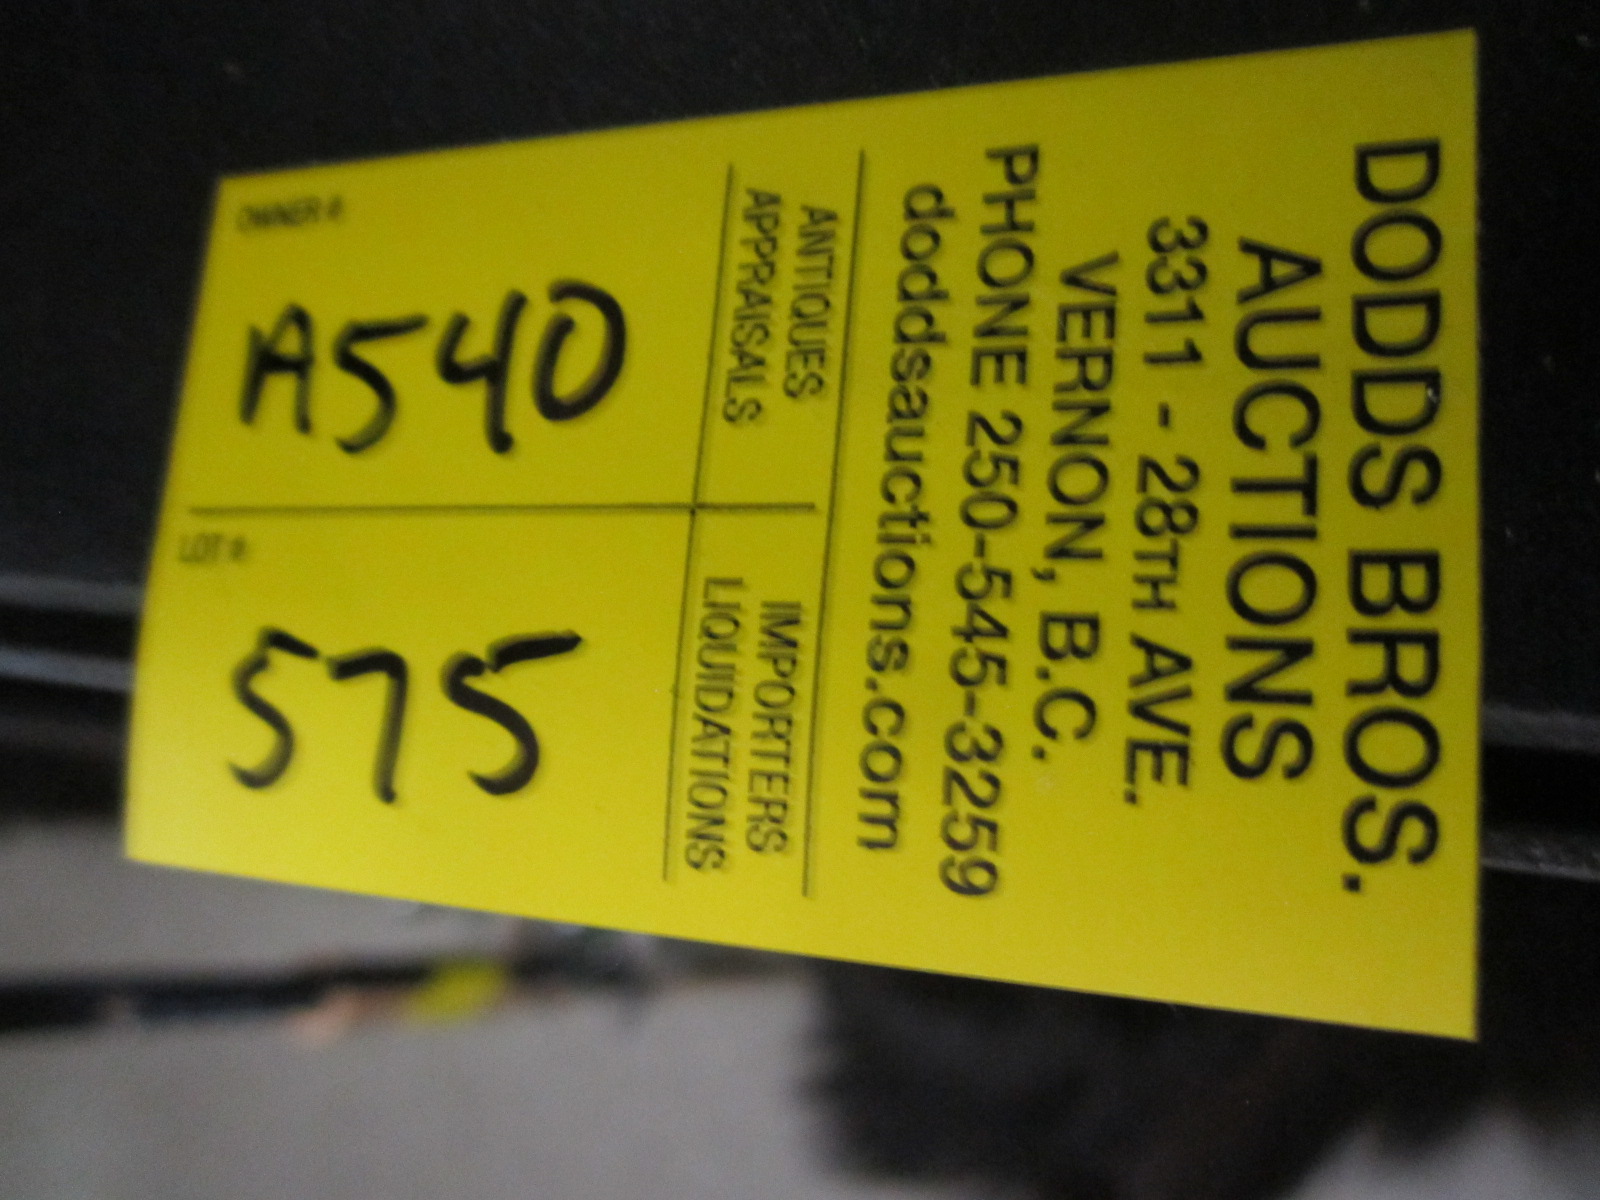 DODDS BROS.
AUCTIONS
3311 - 28TH AVE.
VERNON, B.C.
PHONE 250-545-3259
doddsauctions.com
ANTIQUES
APPRAISALS
IMPORTERS
LIQUIDATIONS
OWNER #:
A540
LOT #:
575